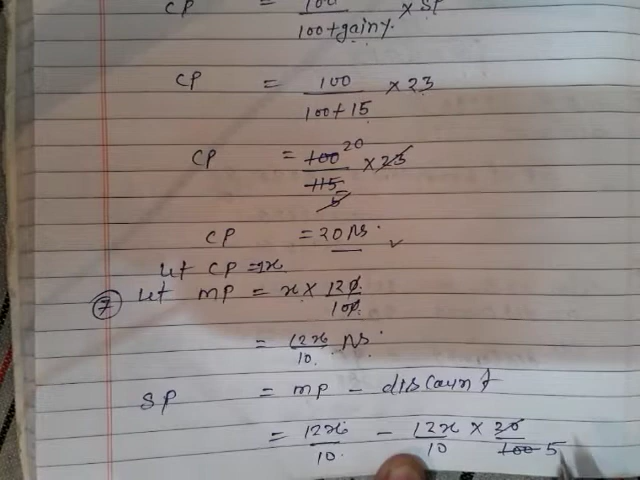 CP = 100 / 100+gain% × SP
CP = 100 / 100+15 × 23
CP = 100 20 / 115 5 × 23
CP = 20 Rs.
let CP = x
7 let MP = x × 120 / 100
= 12x / 10 Rs.
SP = MP - discount
= 12x / 10 - 12x / 10 × 20 / 100 5